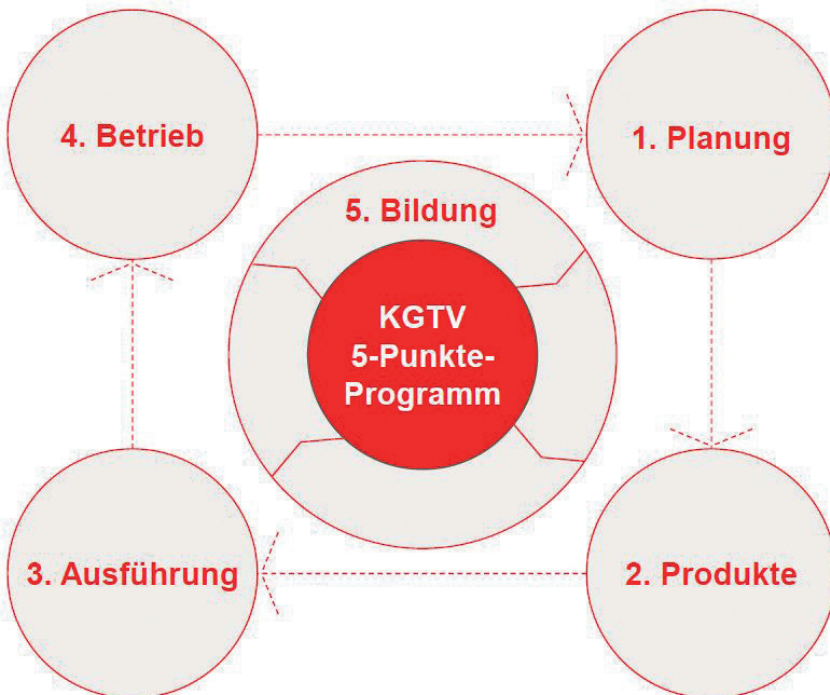 4. Betrieb
1. Planung
5. Bildung
KGTV
5-Punkte-
Programm
3. Ausführung
2. Produkte